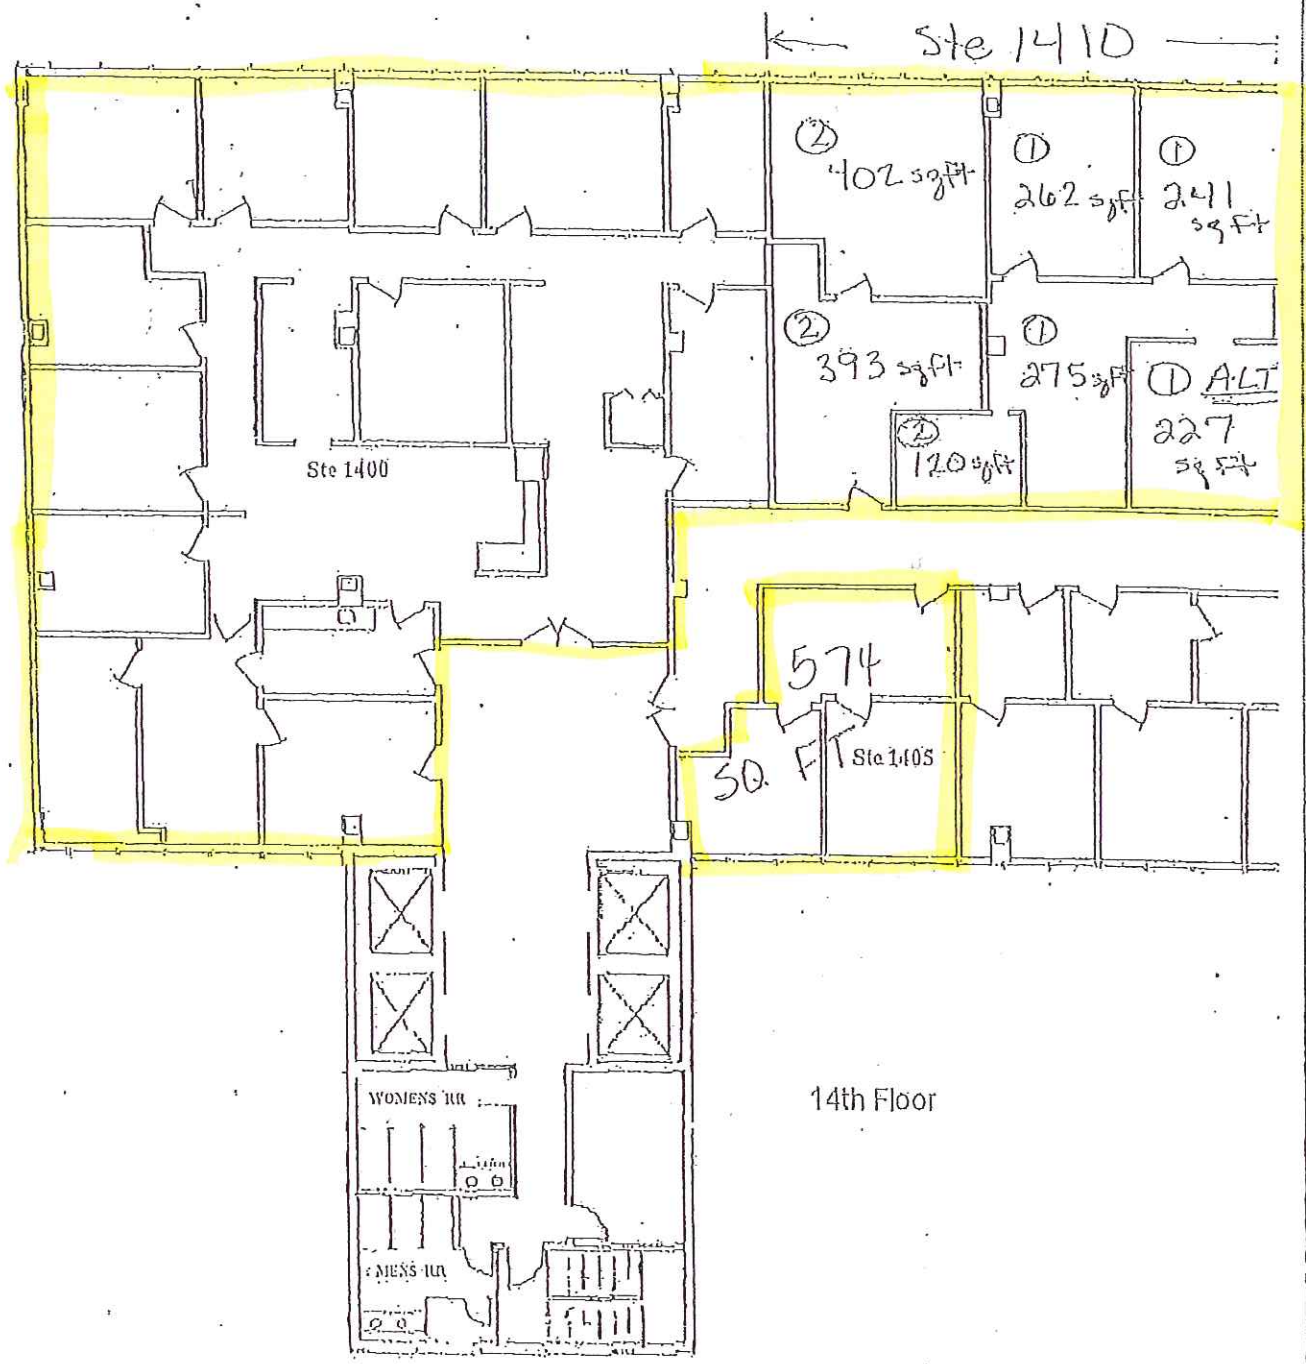 Ste 1410
② 402 sq ft
① 262 sq ft
① 241 sq Ft
② 393 sq ft
① 275 sq ft
① ALT
227
sq Ft
② 120 sq ft
Ste 1400
574
SQ. FT
Ste 1405
WOMENS RR
14th Floor
MENS RR